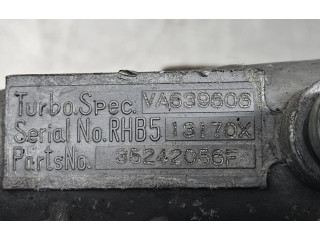 Turbo.Spec. VA639606
Serial No. RHB5 13170X
PartsNo. 35242056F